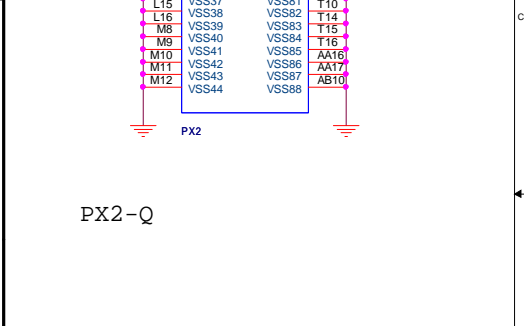 L15 VSS37 VSS81 T10
L16 VSS38 VSS82 T14
M8 VSS39 VSS83 T15
M9 VSS40 VSS84 T16
M10 VSS41 VSS85 AA16
M11 VSS42 VSS86 AA17
M12 VSS43 VSS87 AB10
VSS44 VSS88
PX2
C
PX2-Q